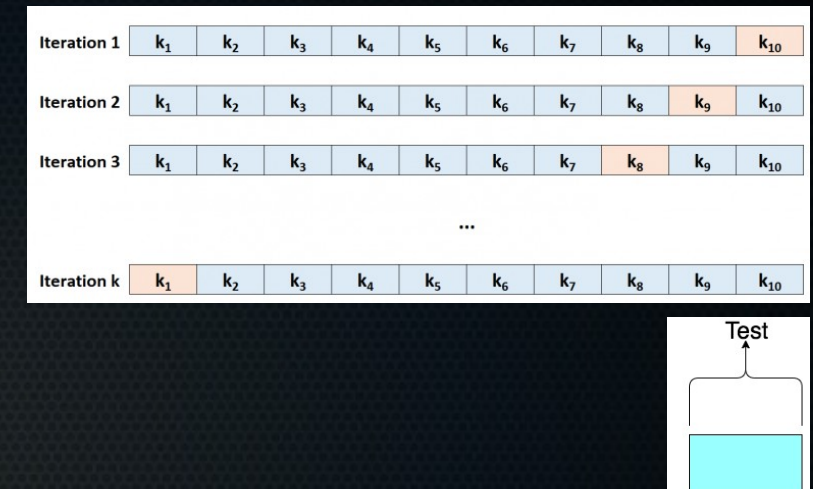 Iteration 1 k₁ k₂ k₃ k₄ k₅ k₆ k₇ k₈ k₉ k₁₀
Iteration 2 k₁ k₂ k₃ k₄ k₅ k₆ k₇ k₈ k₉ k₁₀
Iteration 3 k₁ k₂ k₃ k₄ k₅ k₆ k₇ k₈ k₉ k₁₀
...
Iteration k k₁ k₂ k₃ k₄ k₅ k₆ k₇ k₈ k₉ k₁₀
Test